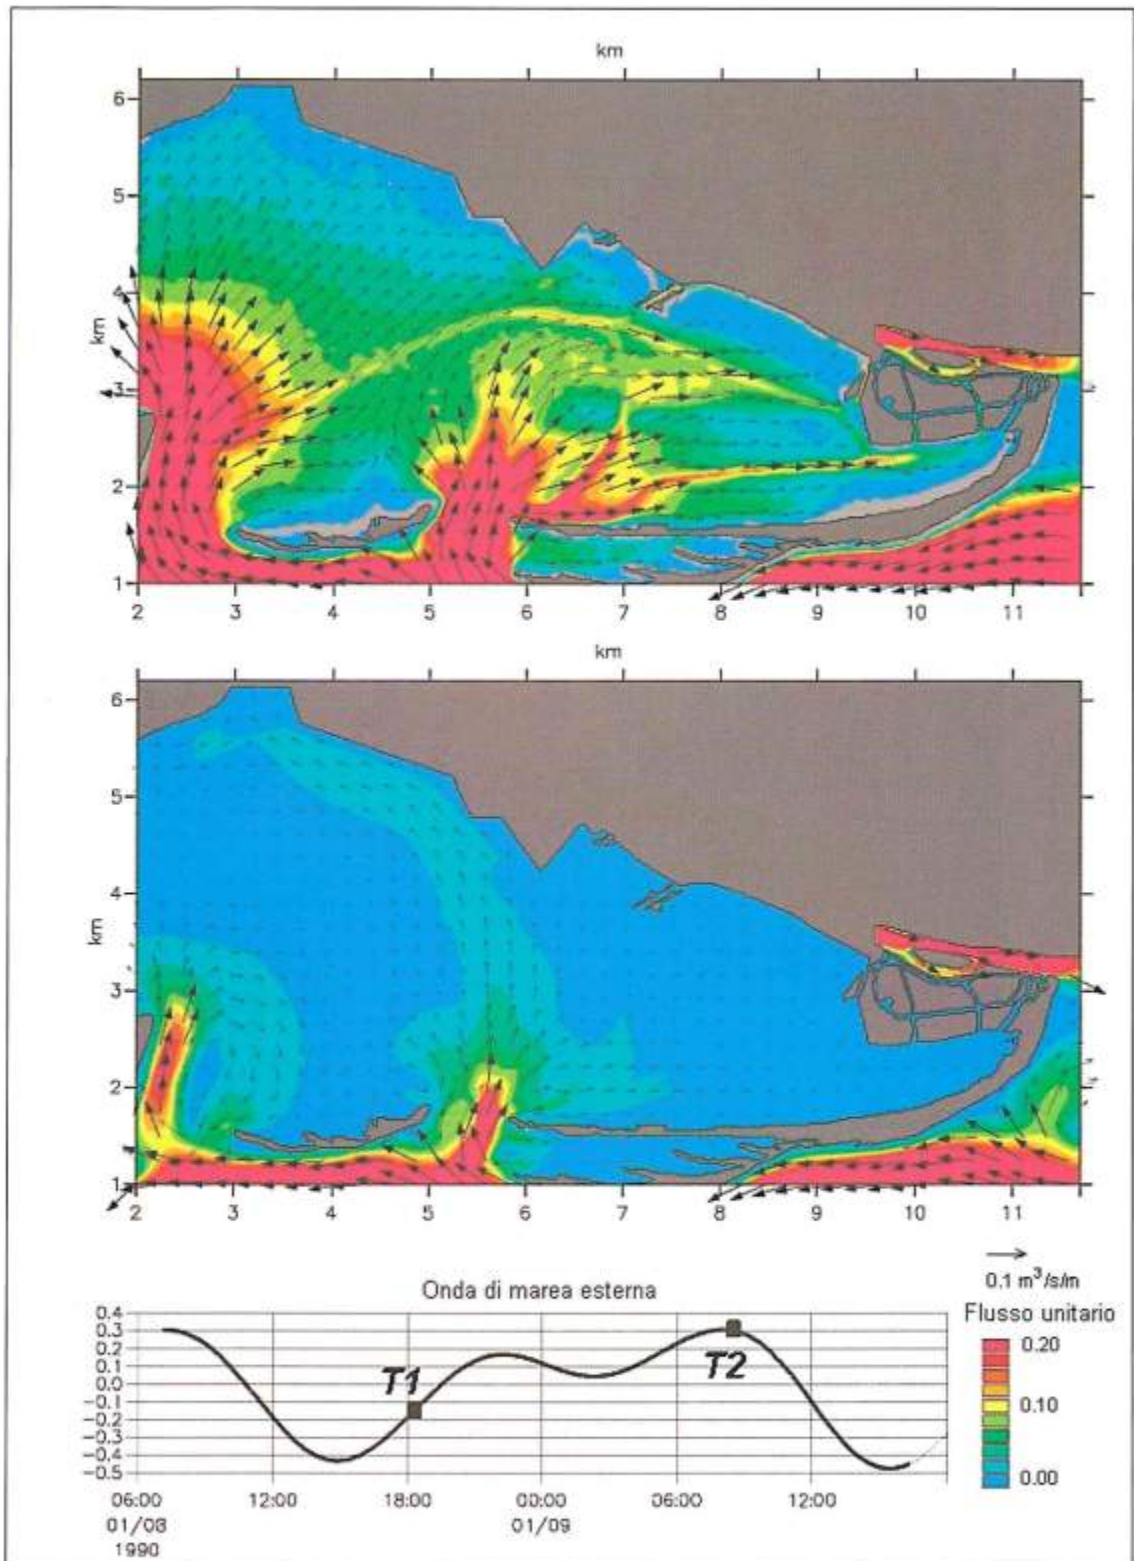 km
6
5
4
km
3
2
1
2 3 4 5 6 7 8 9 10 11
km
6
5
4
km
3
2
1
2 3 4 5 6 7 8 9 10 11
0.1 m³/s/m
Flusso unitario
0.20
0.10
0.00
Onda di marea esterna
0.4
0.3
0.2
0.1
0.0
-0.1
-0.2
-0.3
-0.4
-0.5
T1
T2
06:00 12:00 18:00 00:00 06:00 12:00
01/08 01/09
1990